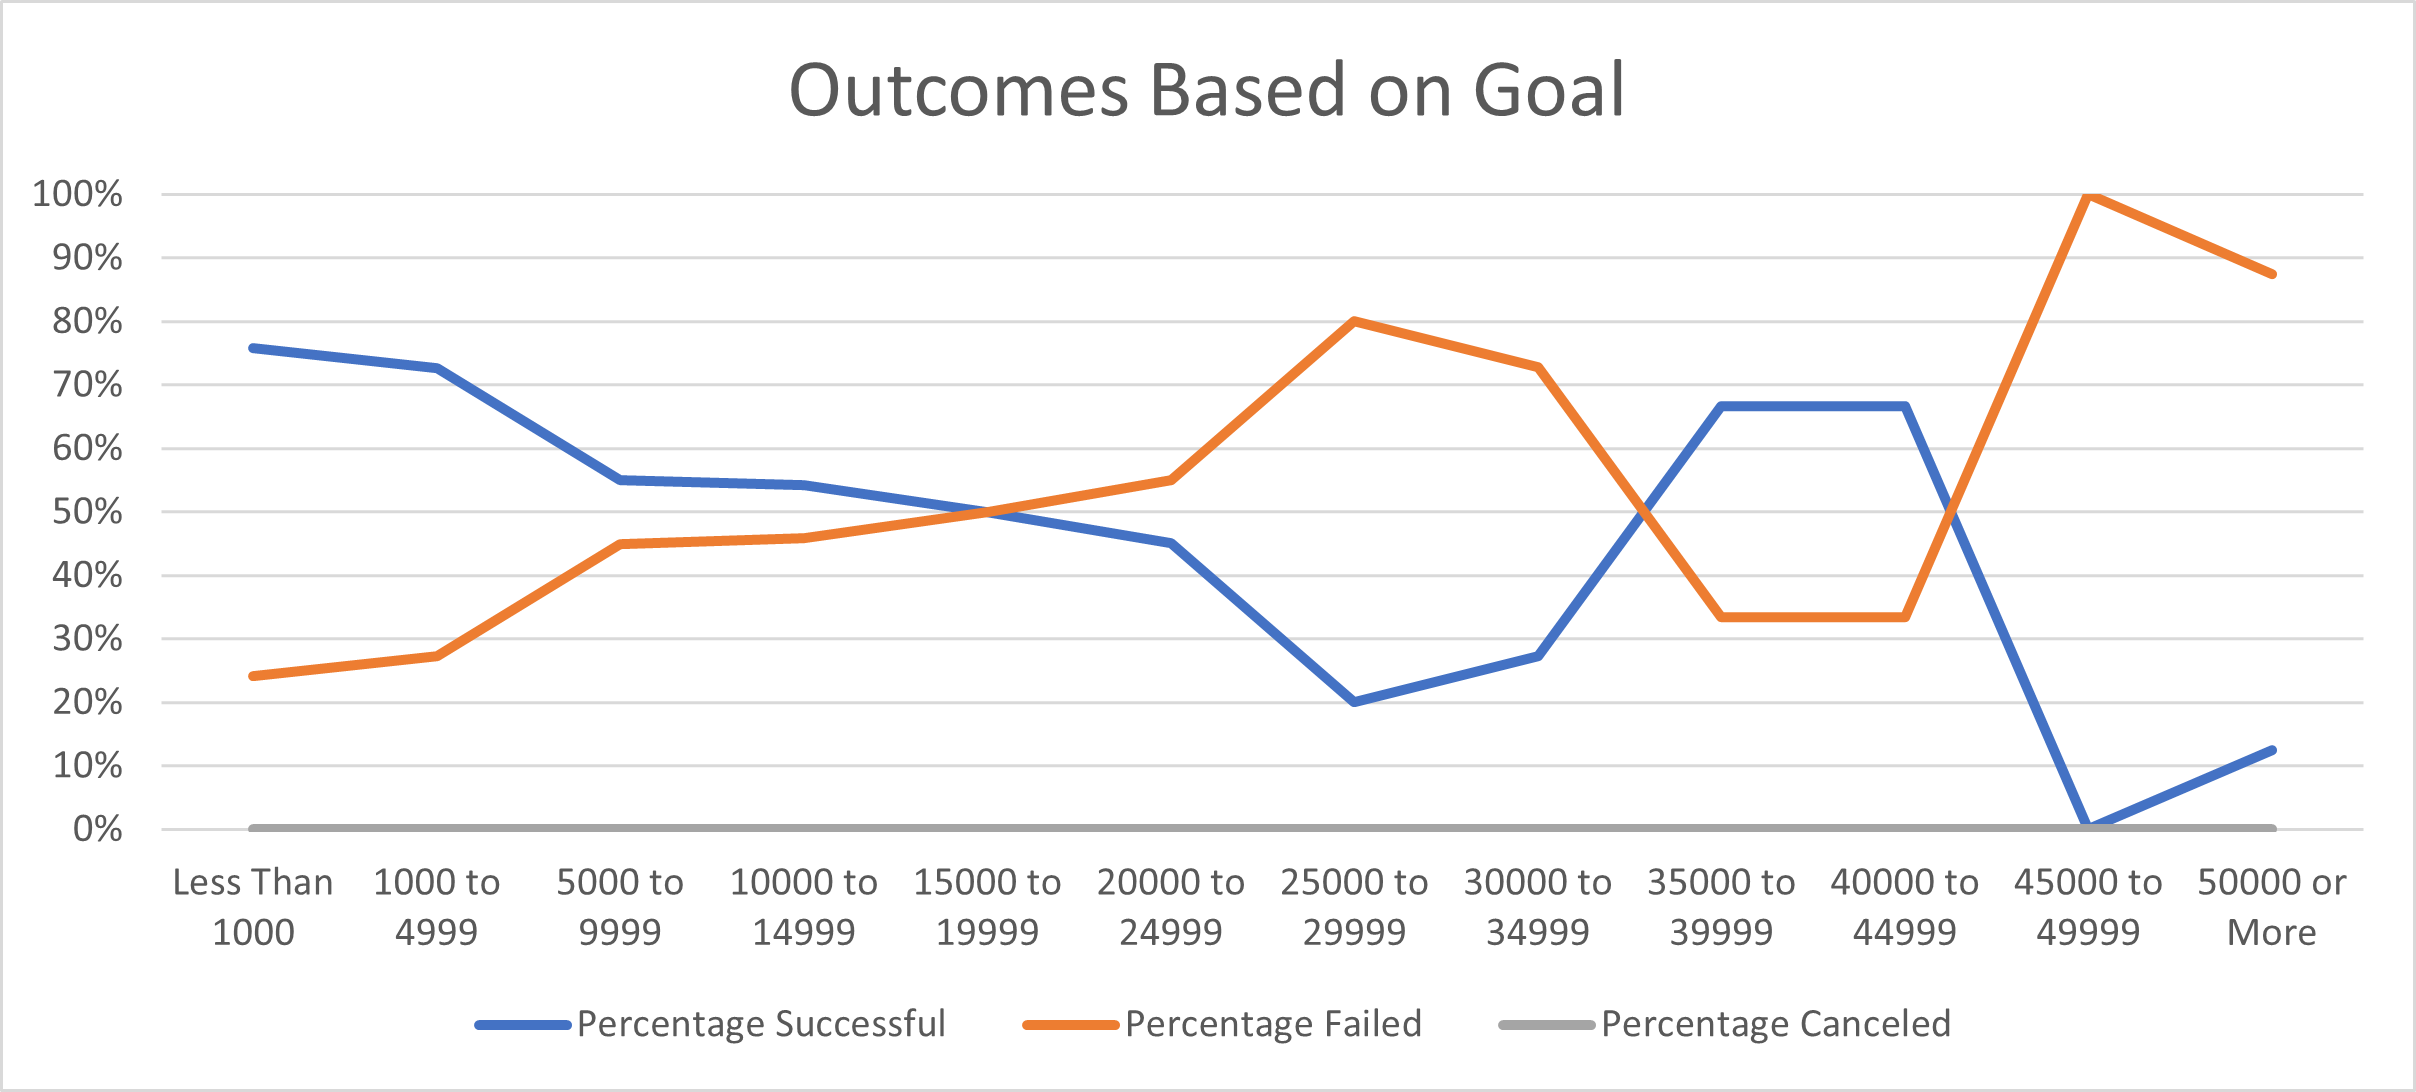 Outcomes Based on Goal
100%
90%
80%
70%
60%
50%
40%
30%
20%
10%
0%
Less Than 1000 to 5000 to 10000 to 15000 to 20000 to 25000 to 30000 to 35000 to 40000 to 45000 to 50000 or
1000 4999 9999 14999 19999 24999 29999 34999 39999 44999 49999 More
Percentage Successful Percentage Failed Percentage Canceled